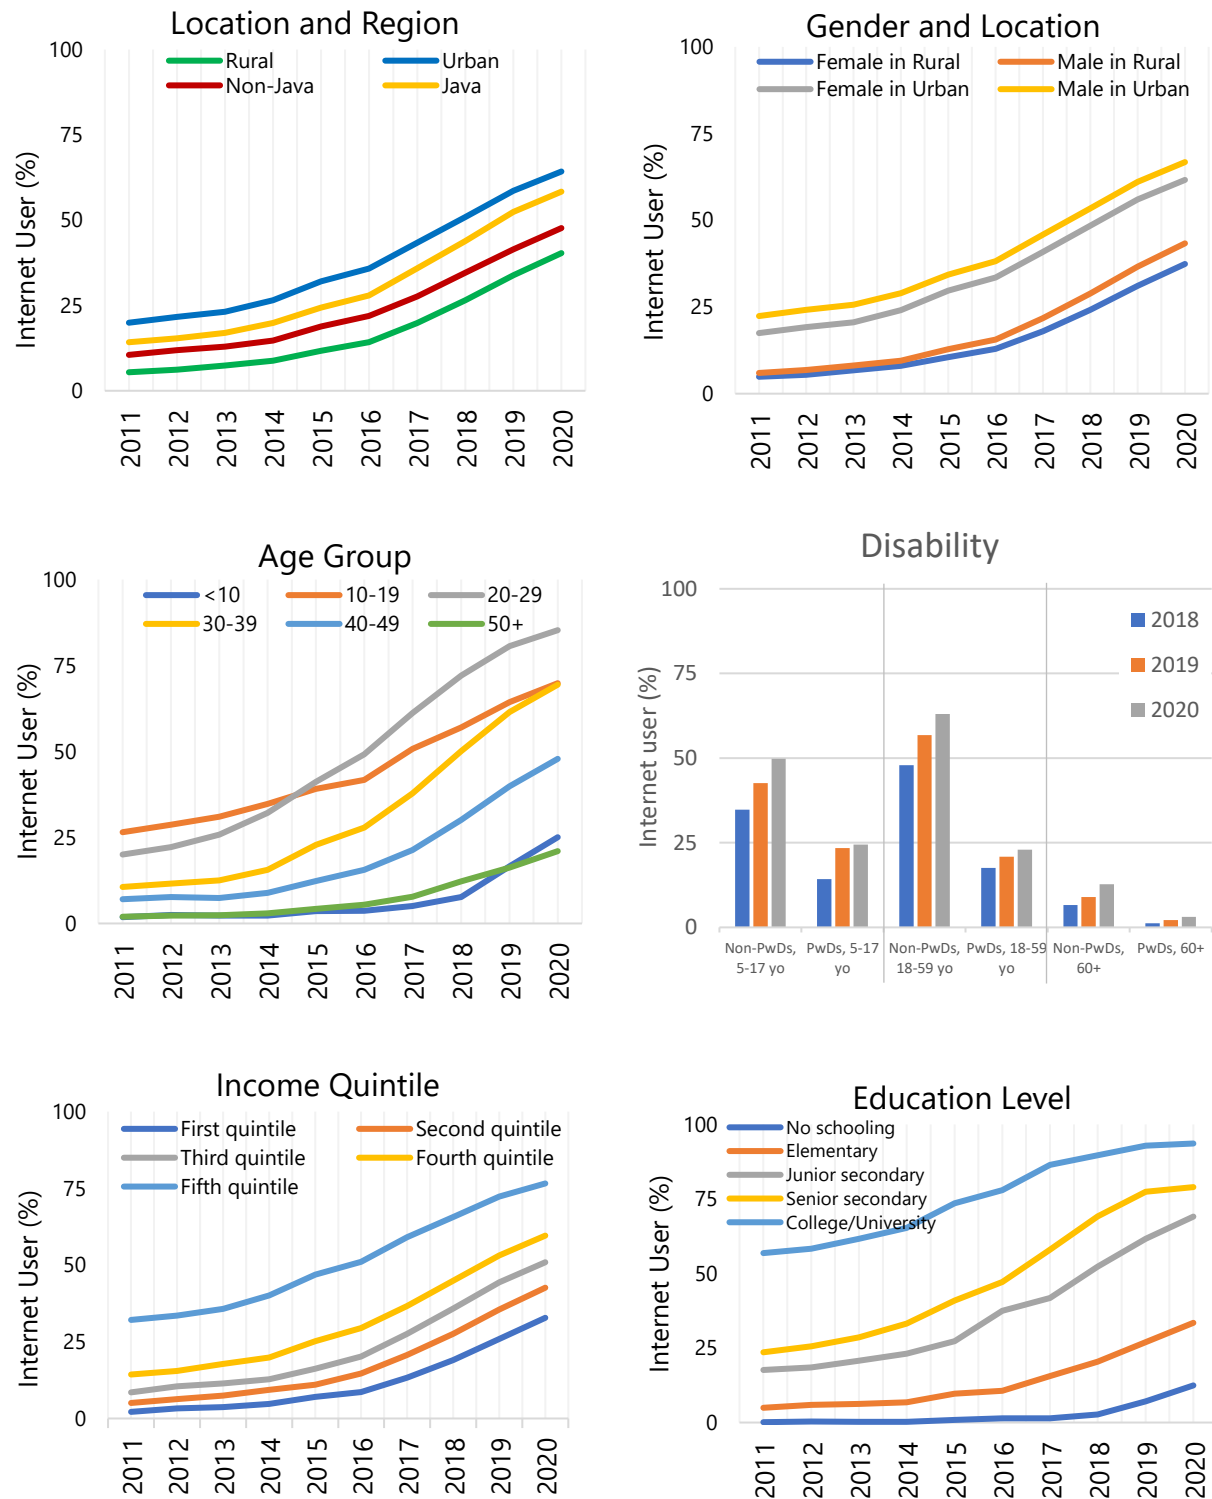 Location and Region
100
75
50
25
0
Internet User (%)
Rural
Urban
Non-Java
Java
2011
2012
2013
2014
2015
2016
2017
2018
2019
2020
Gender and Location
100
75
50
25
0
Internet User (%)
Female in Rural
Male in Rural
Female in Urban
Male in Urban
2011
2012
2013
2014
2015
2016
2017
2018
2019
2020
Age Group
100
75
50
25
0
Internet User (%)
<10
10-19
20-29
30-39
40-49
50+
2011
2012
2013
2014
2015
2016
2017
2018
2019
2020
Disability
100
75
50
25
0
Internet user (%)
2018
2019
2020
Non-PwDs,
5-17 yo
PwDs, 5-17
yo
Non-PwDs,
18-59 yo
PwDs, 18-59
yo
Non-PwDs,
60+
PwDs, 60+
Income Quintile
100
75
50
25
0
Internet User (%)
First quintile
Second quintile
Third quintile
Fourth quintile
Fifth quintile
2011
2012
2013
2014
2015
2016
2017
2018
2019
2020
Education Level
100
75
50
25
0
Internet User (%)
No schooling
Elementary
Junior secondary
Senior secondary
College/University
2011
2012
2013
2014
2015
2016
2017
2018
2019
2020